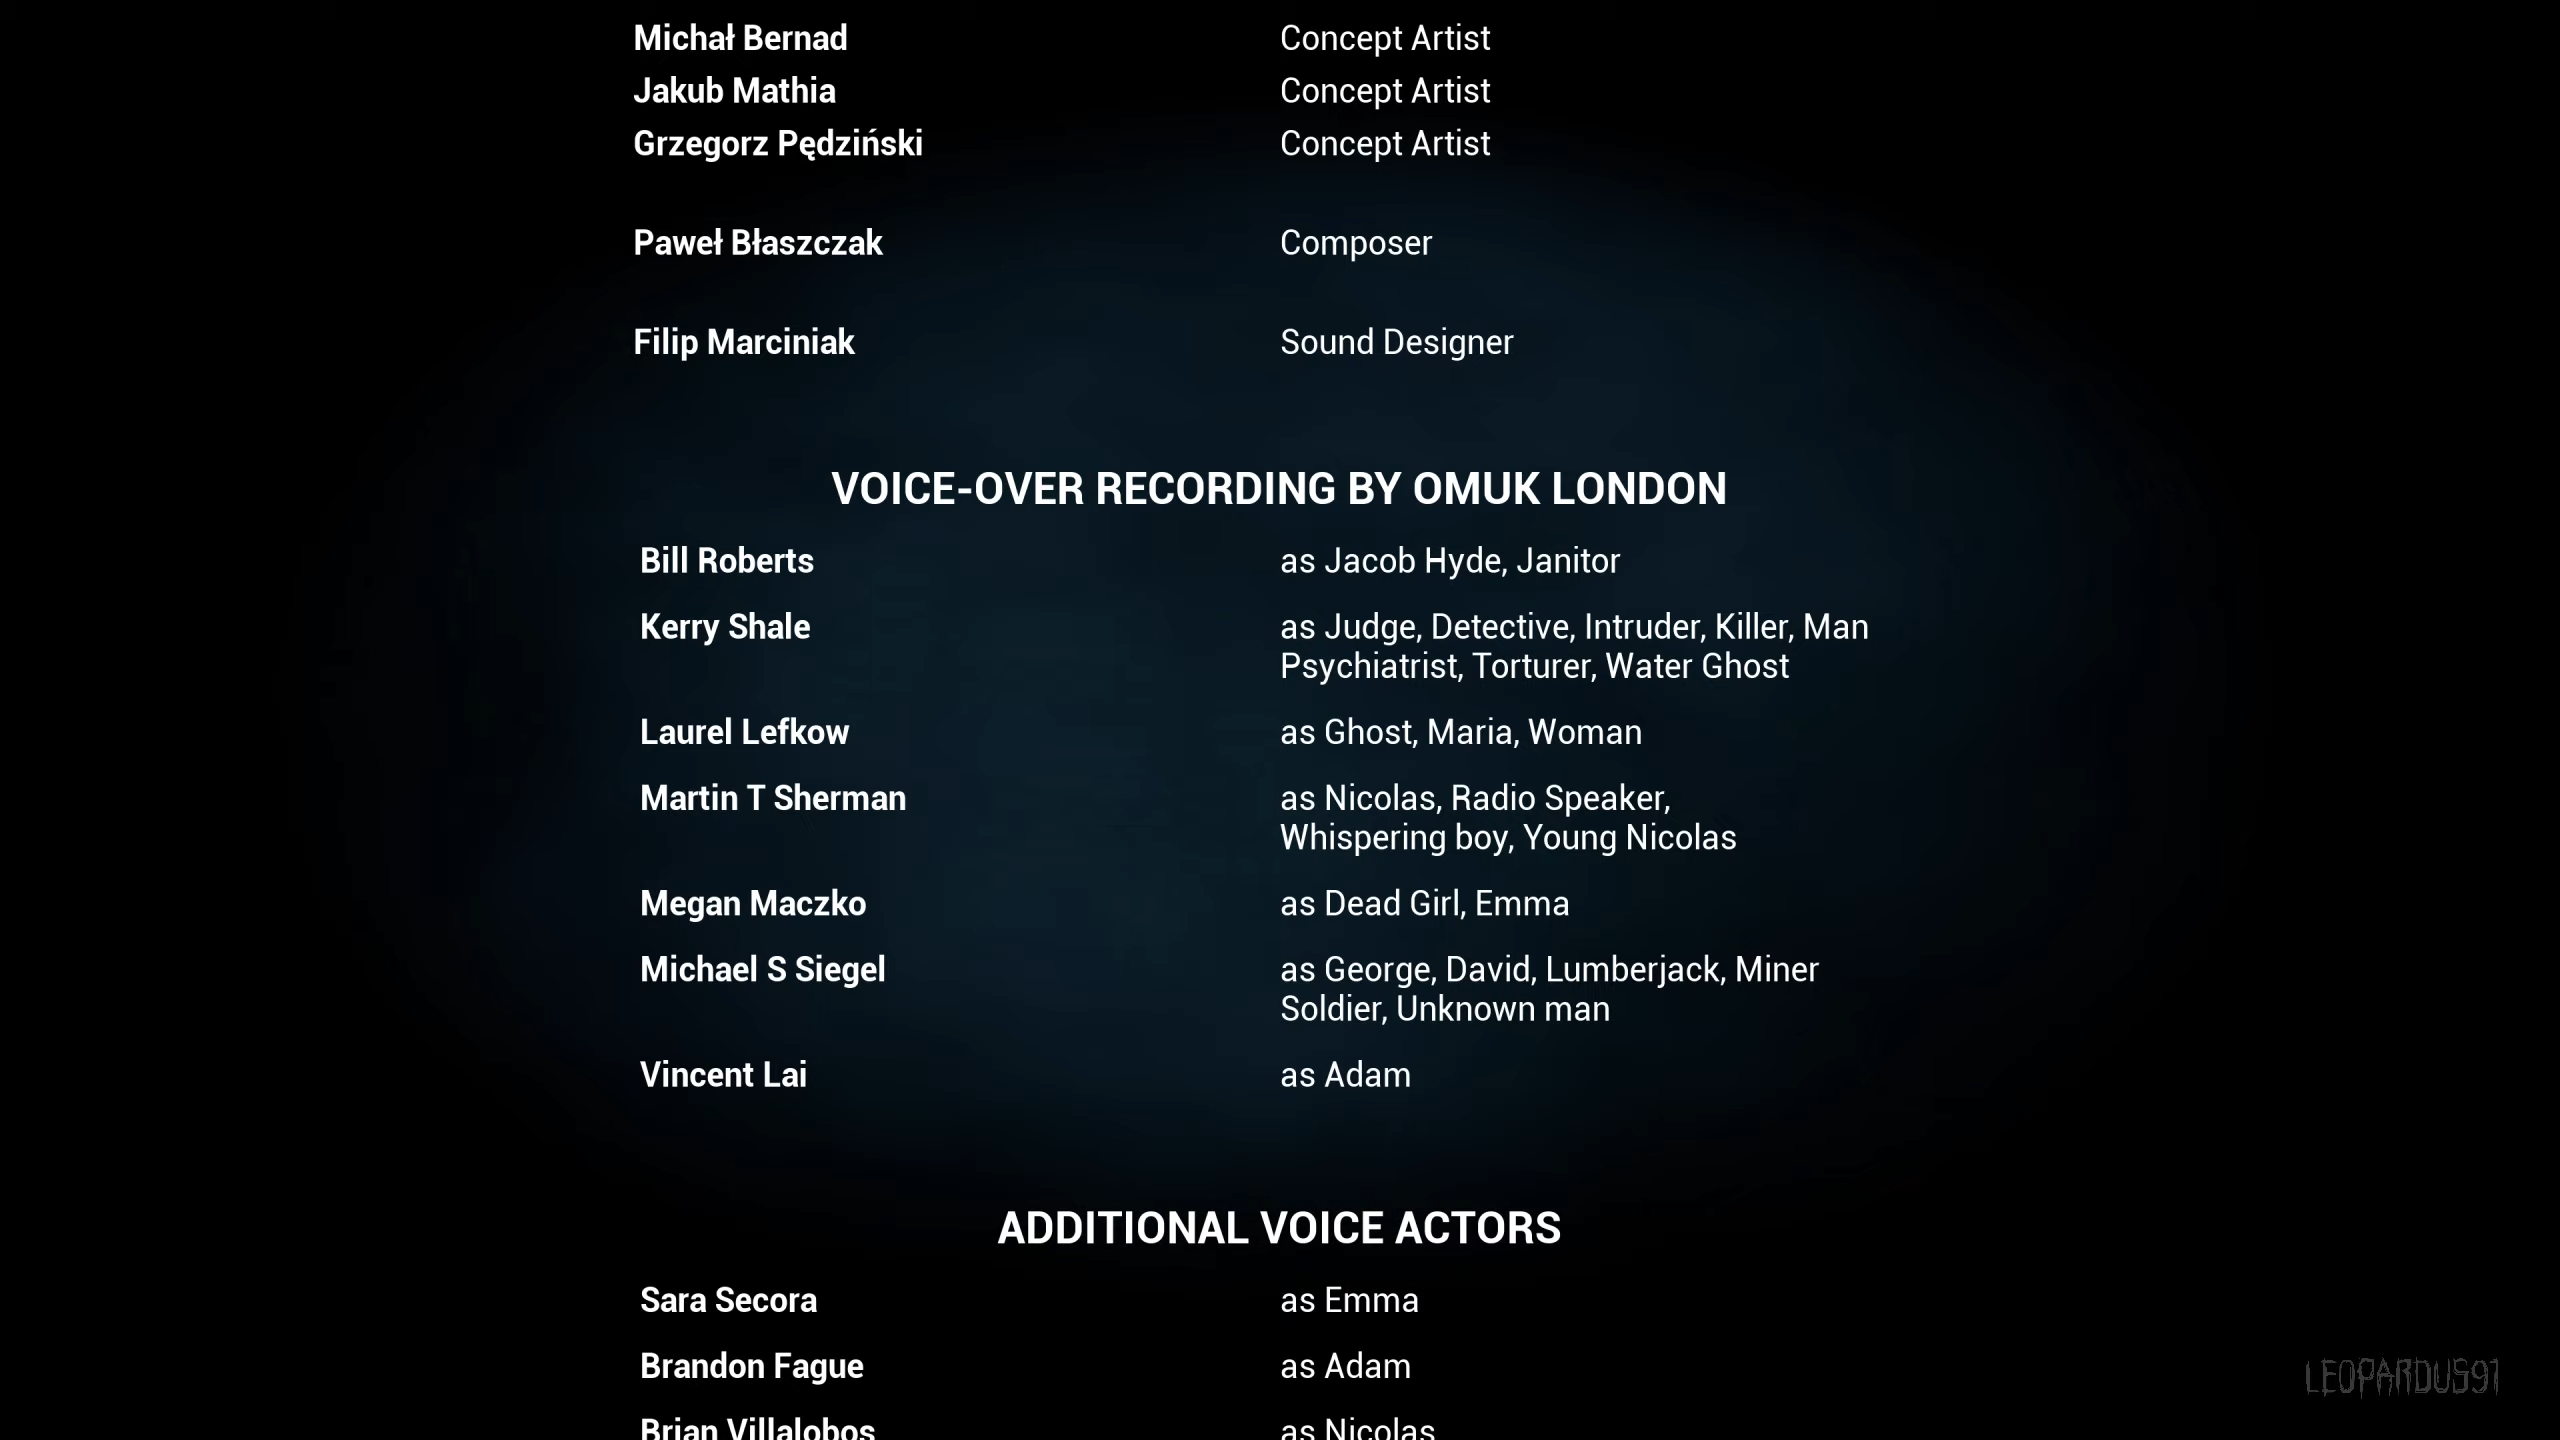 Michał Bernad Concept Artist
Jakub Mathia Concept Artist
Grzegorz Pędziński Concept Artist
Paweł Błaszczak Composer
Filip Marciniak Sound Designer
VOICE-OVER RECORDING BY OMUK LONDON
Bill Roberts as Jacob Hyde, Janitor
Kerry Shale as Judge, Detective, Intruder, Killer, Man
Psychiatrist, Torturer, Water Ghost
Laurel Lefkow as Ghost, Maria, Woman
Martin T Sherman as Nicolas, Radio Speaker,
Whispering boy, Young Nicolas
Megan Maczko as Dead Girl, Emma
Michael S Siegel as George, David, Lumberjack, Miner
Soldier, Unknown man
Vincent Lai as Adam
ADDITIONAL VOICE ACTORS
Sara Secora as Emma
Brandon Fague as Adam
Brian Villalobos as Nicolas
LEOPARDUS91